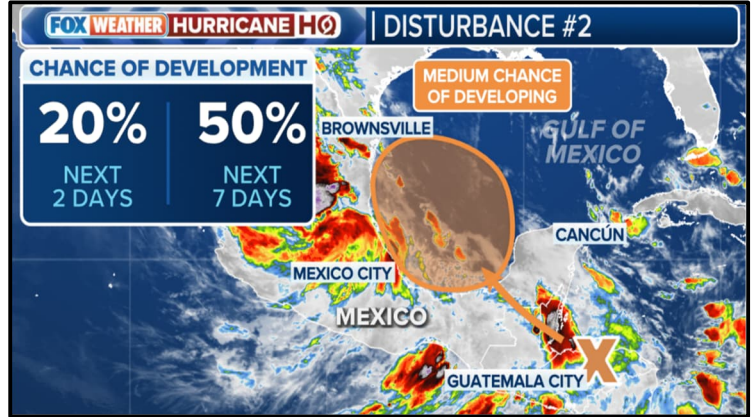 FOX WEATHER HURRICANE HQ DISTURBANCE #2
CHANCE OF DEVELOPMENT
20% 50%
NEXT NEXT
2 DAYS 7 DAYS
MEDIUM CHANCE
OF DEVELOPING
BROWNSVILLE
GULF OF
MEXICO
CANCÚN
MEXICO CITY
MEXICO
GUATEMALA CITY
X